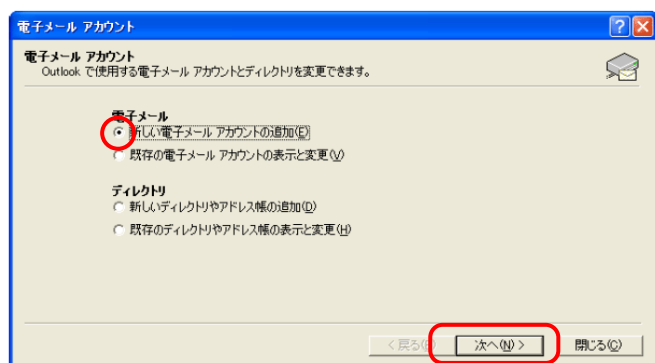 電子メール アカウント
電子メール アカウント
Outlook で使用する電子メール アカウントとディレクトリを変更できます。
電子メール
新しい電子メール アカウントの追加(E)
既存の電子メール アカウントの表示と変更(V)
ディレクトリ
新しいディレクトリやアドレス帳の追加(D)
既存のディレクトリやアドレス帳の表示と変更(H)
< 戻る(B) 次へ(N) > 閉じる(C)